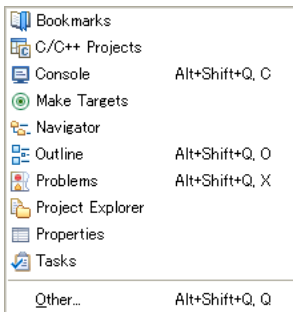 Bookmarks
C/C++ Projects
Console Alt+Shift+Q, C
Make Targets
Navigator
Outline Alt+Shift+Q, O
Problems Alt+Shift+Q, X
Project Explorer
Properties
Tasks
Other... Alt+Shift+Q, Q